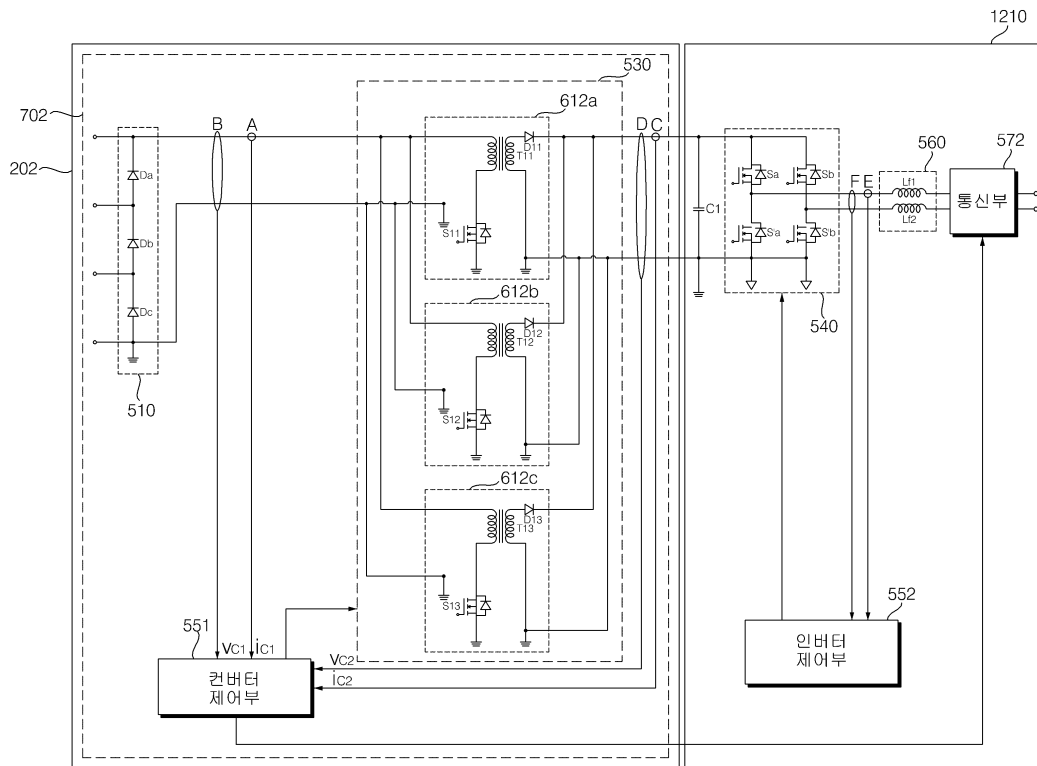 1210
530
702
612a
572
B
A
D
C
560
D11
T11
202
Da
Sa
Sb
F
E
Lf1
통신부
C1
Lf2
S11
S'a
S'b
Db
612b
540
Dc
D12
T12
510
S12
612c
D13
T13
552
S13
551
인버터
제어부
vC1
iC1
vC2
컨버터
제어부
iC2